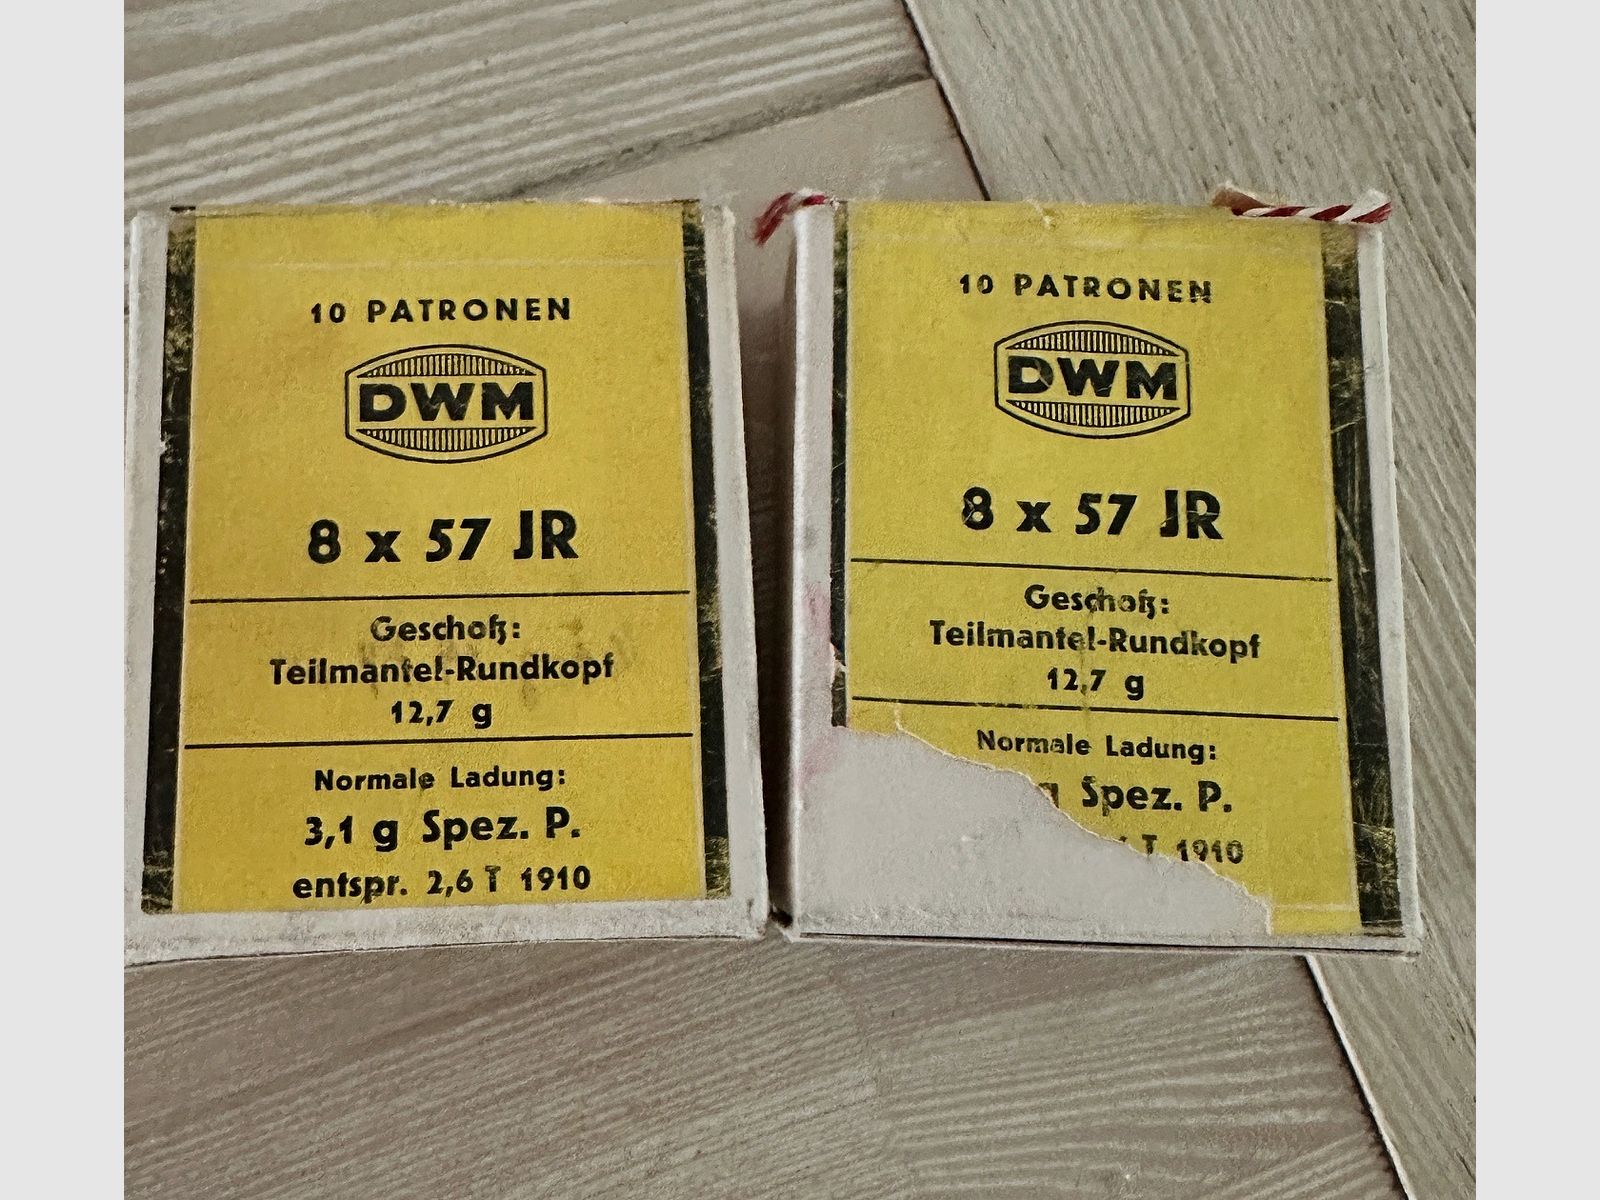 10 PATRONEN
DWM
8 x 57 JR
Geschoß:
Teilmantel-Rundkopf
12,7 g
Normale Ladung:
3,1 g Spez. P.
entspr. 2,6 T 1910
10 PATRONEN
DWM
8 x 57 JR
Geschoß:
Teilmantel-Rundkopf
12,7 g
Normale Ladung:
g Spez. P.
T 1910